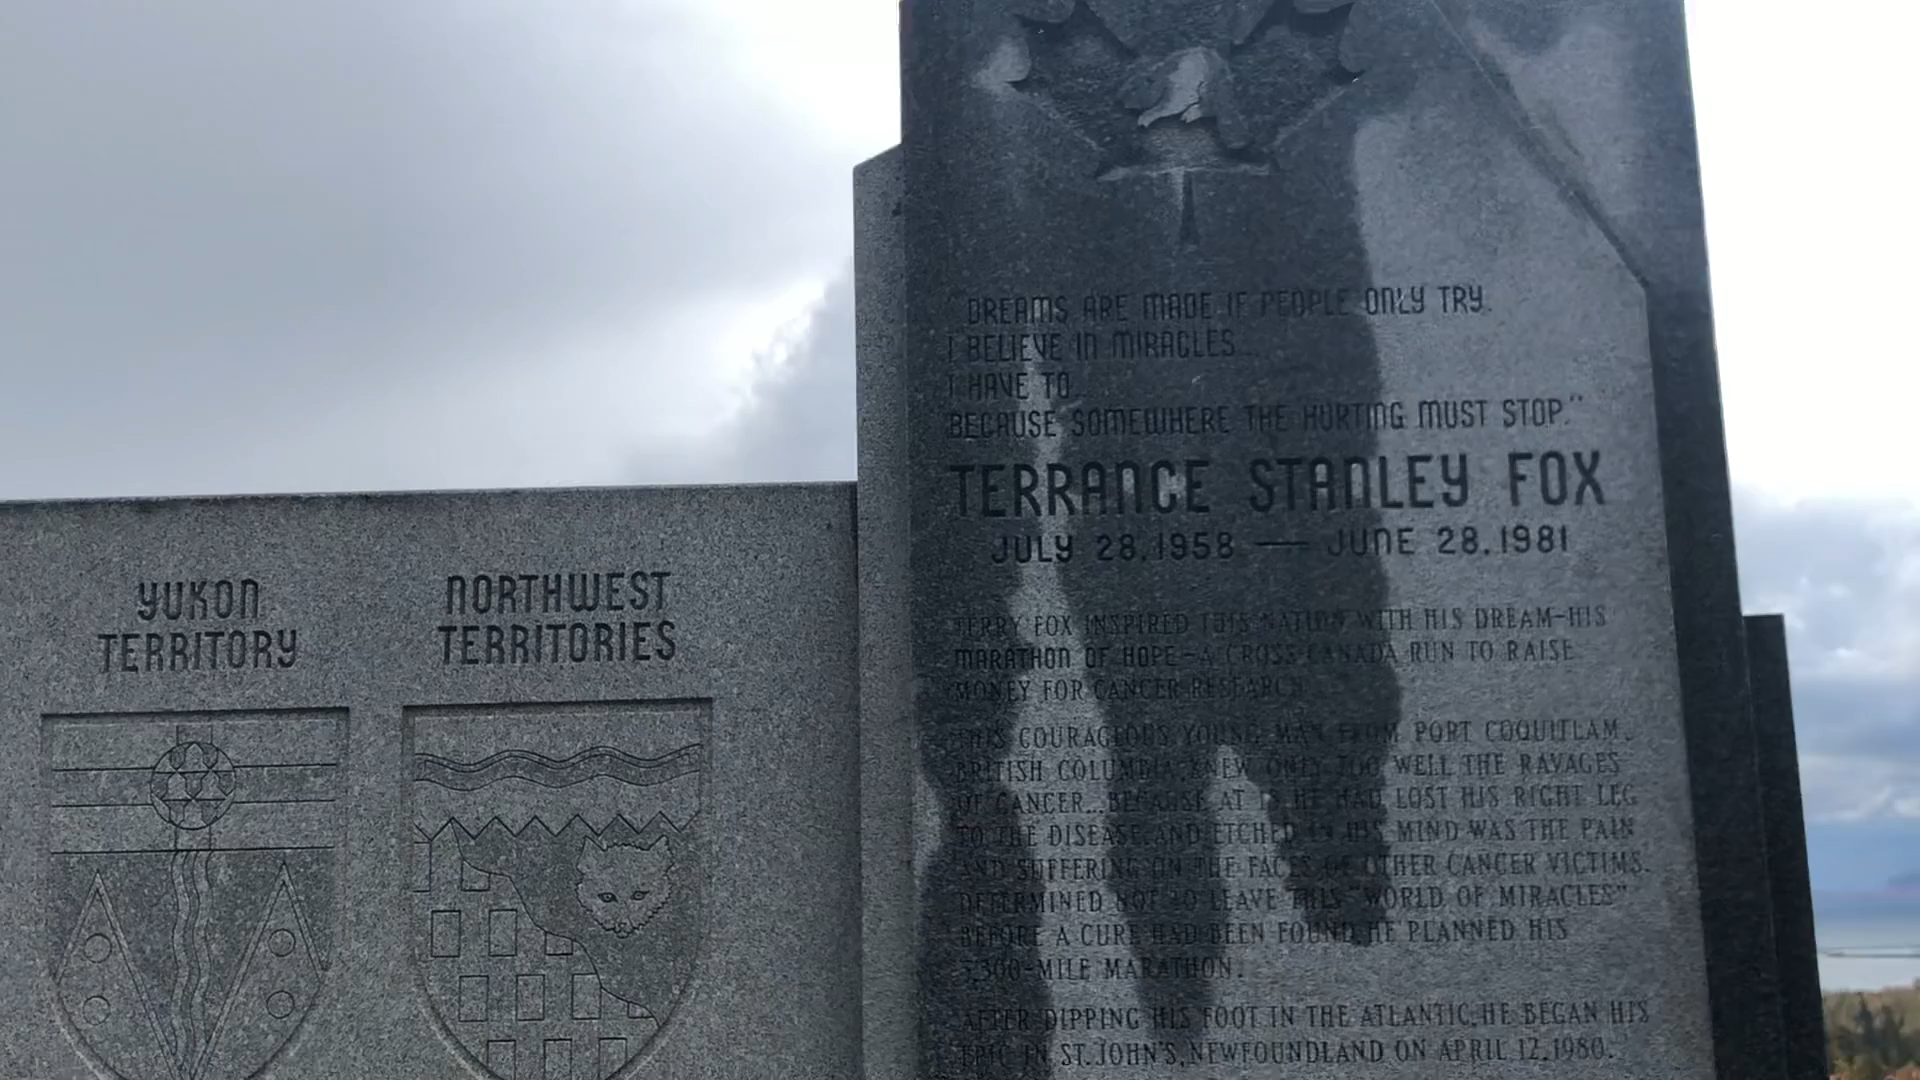 YUKON
TERRITORY
NORTHWEST
TERRITORIES
"DREAMS ARE MADE IF PEOPLE ONLY TRY.
I BELIEVE IN MIRACLES...
I HAVE TO...
BECAUSE SOMEWHERE THE HURTING MUST STOP."
TERRANCE STANLEY FOX
JULY 28, 1958 — JUNE 28, 1981
TERRY FOX INSPIRED THIS NATION WITH HIS DREAM-HIS
MARATHON OF HOPE-A CROSS-CANADA RUN TO RAISE
MONEY FOR CANCER RESEARCH.
THIS COURAGEOUS YOUNG MAN FROM PORT COQUITLAM,
BRITISH COLUMBIA, KNEW ONLY TOO WELL THE RAVAGES
OF CANCER...BECAUSE AT 18 HE HAD LOST HIS RIGHT LEG
TO THE DISEASE. AND ETCHED IN HIS MIND WAS THE PAIN
AND SUFFERING ON THE FACES OF OTHER CANCER VICTIMS.
DETERMINED NOT TO LEAVE THIS "WORLD OF MIRACLES"
BEFORE A CURE HAD BEEN FOUND, HE PLANNED HIS
5,300-MILE MARATHON.
AFTER DIPPING HIS FOOT IN THE ATLANTIC, HE BEGAN HIS
EPIC IN ST. JOHN'S, NEWFOUNDLAND ON APRIL 12, 1980.